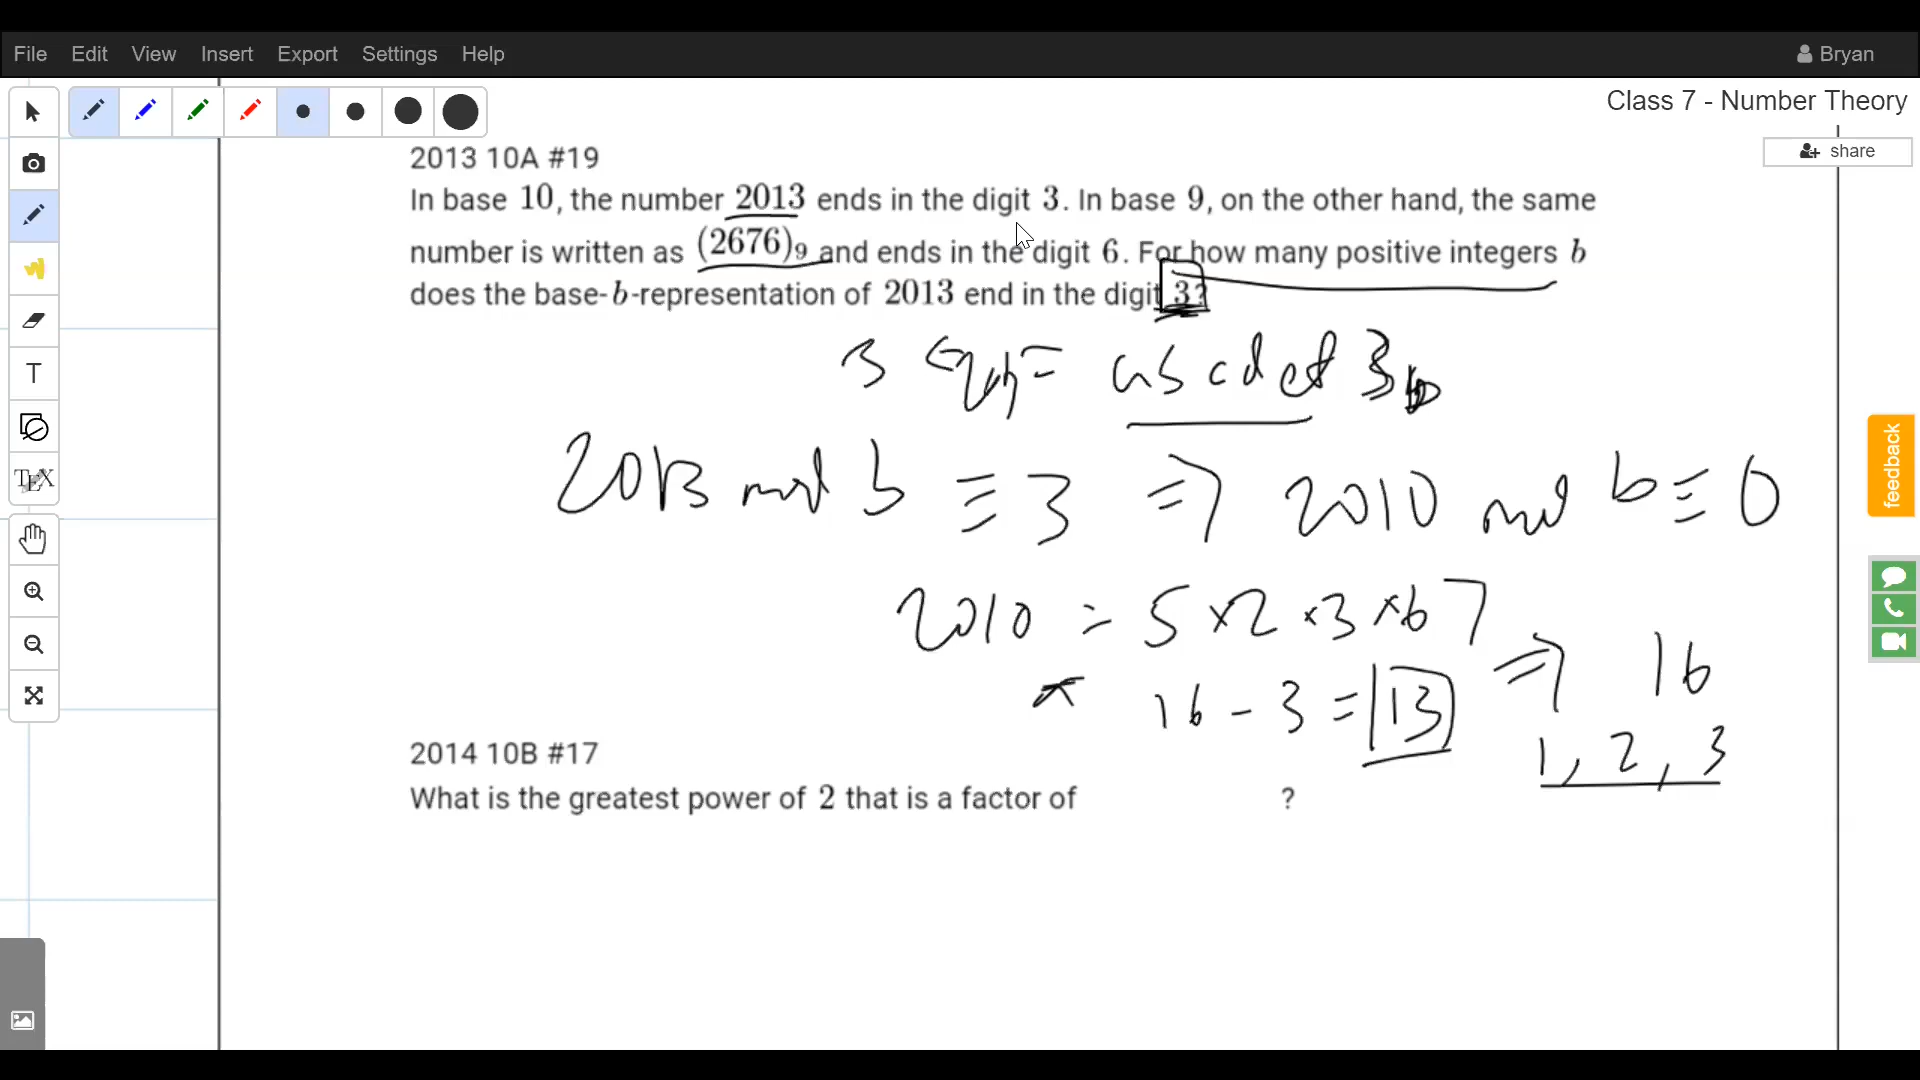 File Edit View Insert Export Settings Help Bryan
Class 7 - Number Theory
share
2013 10A #19
In base 10, the number 2013 ends in the digit 3. In base 9, on the other hand, the same
number is written as (2676)₉ and ends in the digit 6. For how many positive integers b
does the base-b-representation of 2013 end in the digit 3?
3 abcdef3b
2013 mod b ≡ 3 ⇒ 2010 mod b ≡ 0
2010 = 5 × 2 × 3 × 67
⇒ 16
16 - 3 = 13
1, 2, 3
2014 10B #17
What is the greatest power of 2 that is a factor of ?
T
TEX
feedback